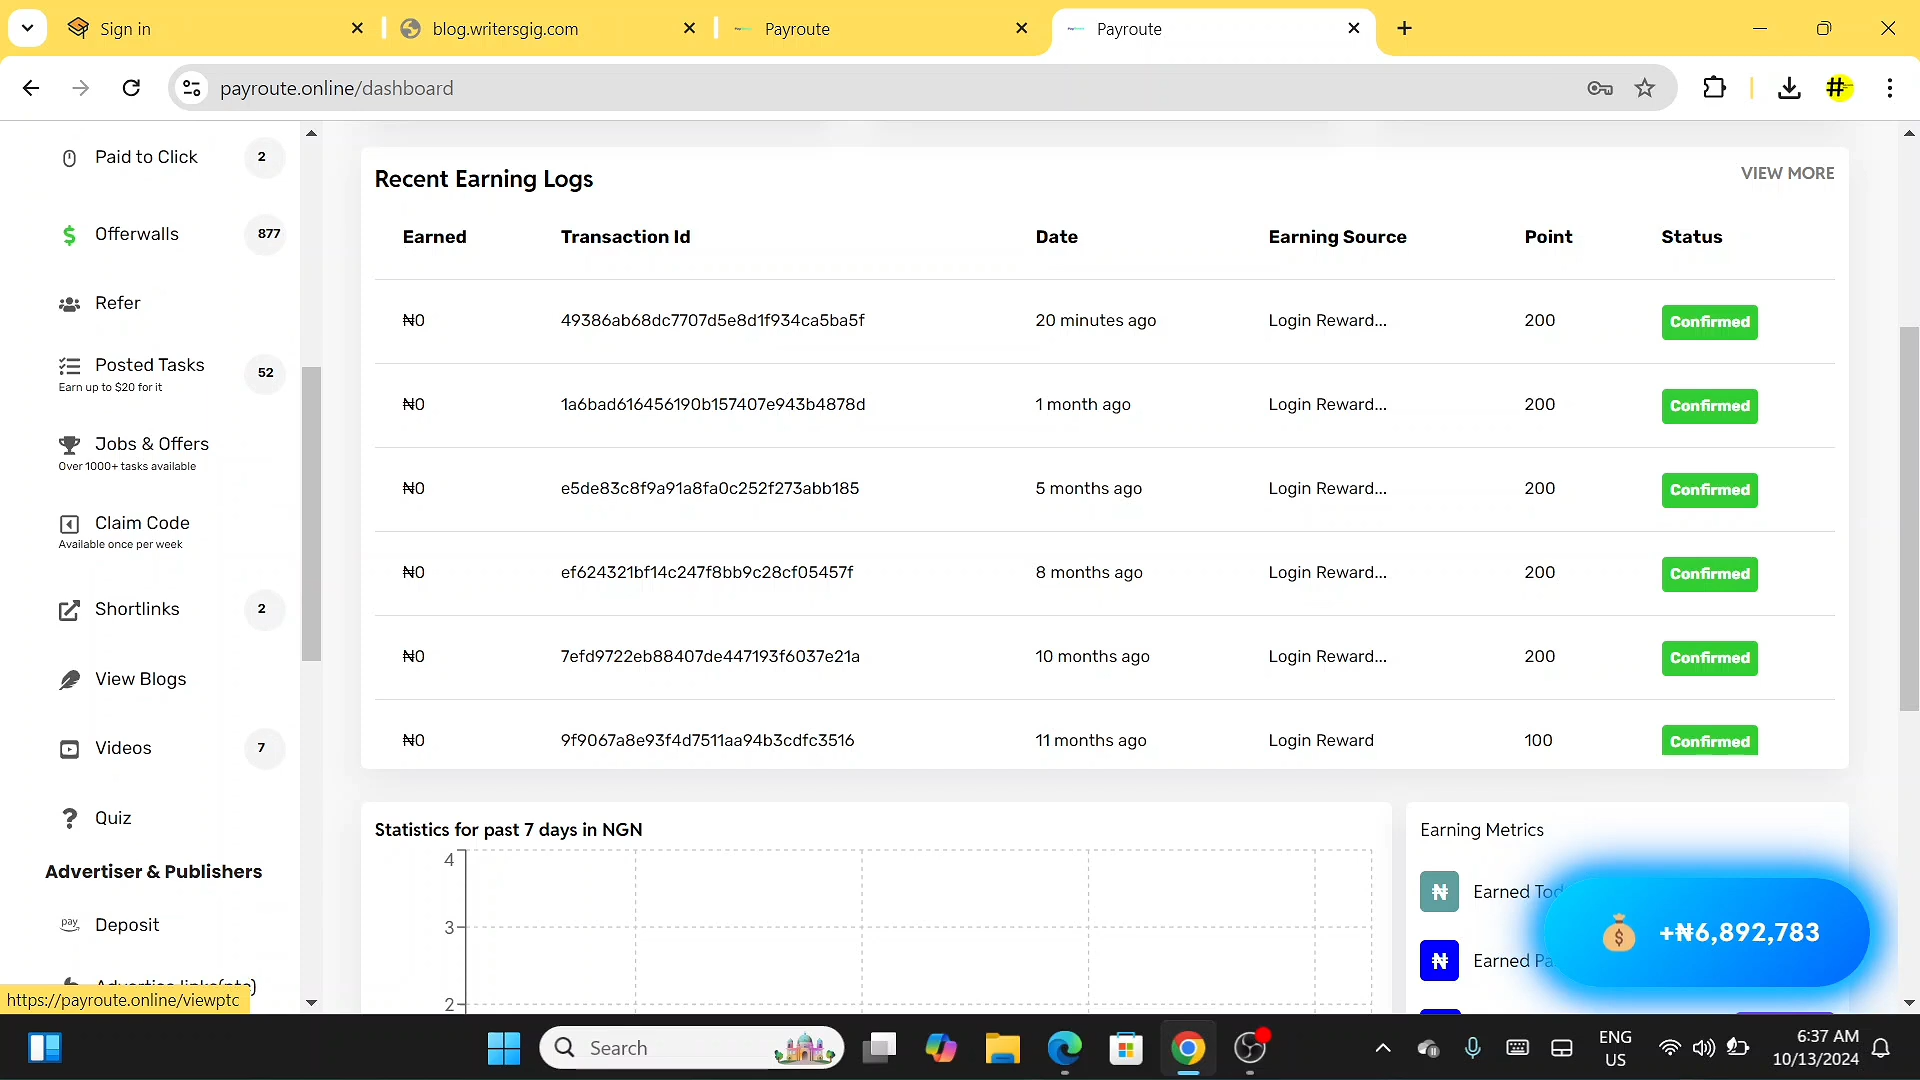 Sign in
blog.writersgig.com
Payroute
Payroute
payroute.online/dashboard
Paid to Click 2
Offerwalls 877
Refer
Posted Tasks 52
Earn up to $20 for it
Jobs & Offers
Over 1000+ tasks available
Claim Code
Available once per week
Shortlinks 2
View Blogs
Videos 7
Quiz
Advertiser & Publishers
pay Deposit
https://payroute.online/viewptc
Recent Earning Logs
VIEW MORE
Earned Transaction Id Date Earning Source Point Status
₦0 49386ab68dc7707d5e8d1f934ca5ba5f 20 minutes ago Login Reward... 200 Confirmed
₦0 1a6bad616456190b157407e943b4878d 1 month ago Login Reward... 200 Confirmed
₦0 e5de83c8f9a91a8fa0c252f273abb185 5 months ago Login Reward... 200 Confirmed
₦0 ef624321bf14c247f8bb9c28cf05457f 8 months ago Login Reward... 200 Confirmed
₦0 7efd9722eb88407de447193f6037e21a 10 months ago Login Reward... 200 Confirmed
₦0 9f9067a8e93f4d7511aa94b3cdfc3516 11 months ago Login Reward 100 Confirmed
Statistics for past 7 days in NGN
4
3
2
Earning Metrics
₦ Earned
₦ Earned
+₦6,892,783
Search
ENG
US
6:37 AM
10/13/2024